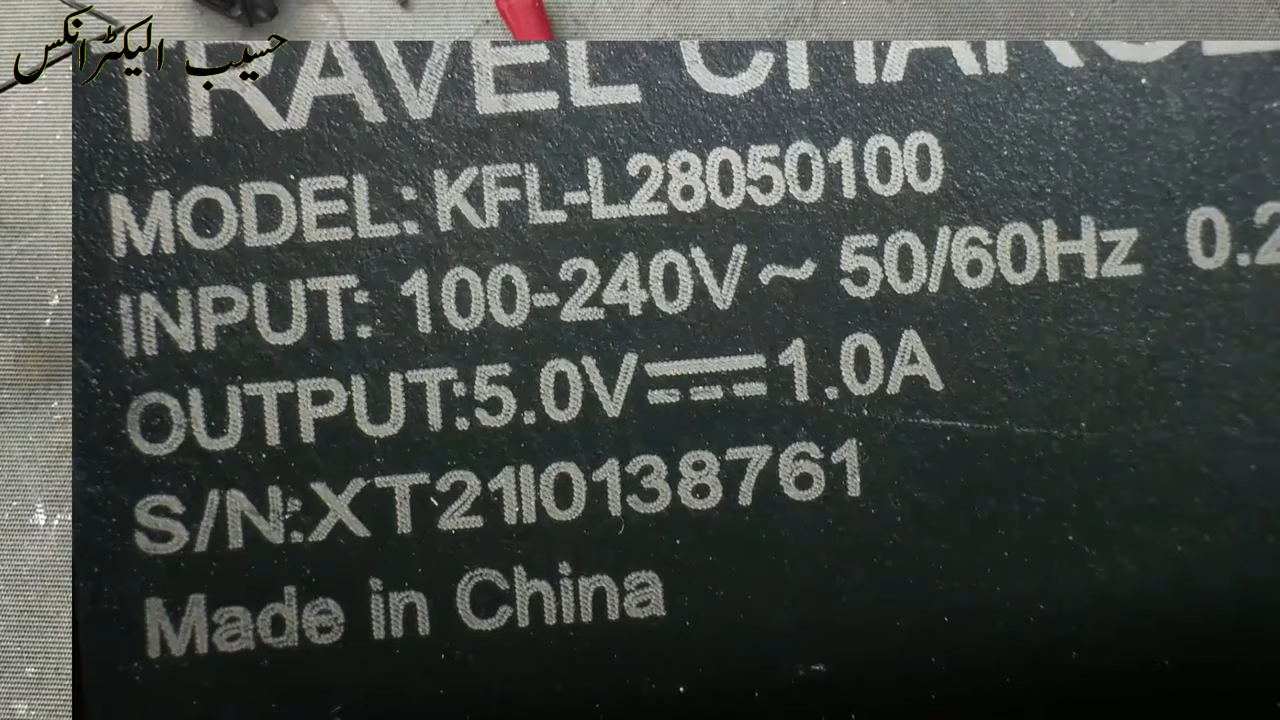 حسیب الیکٹرانکس
TRAVEL
MODEL: KFL-L28050100
INPUT: 100-240V ~ 50/60Hz
OUTPUT:5.0V⎓1.0A
S/N:XT21II0138761
Made in China